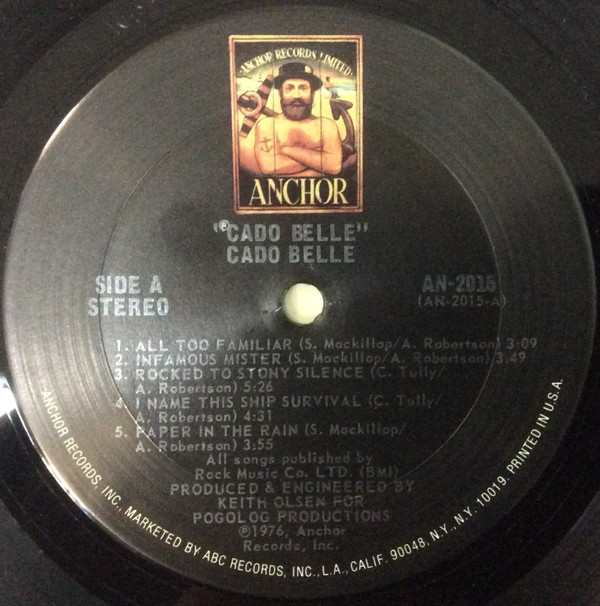 ANCHOR RECORDS LIMITED
ANCHOR
"℗CADO BELLE"
CADO BELLE
SIDE A
STEREO
AN-2015
(AN-2015-A)
1. ALL TOO FAMILIAR (S. Mackillop/A. Robertson) 3:09
2. INFAMOUS MISTER (S. Mackillop/A. Robertson) 3:49
3. ROCKED TO STONY SILENCE (C. Tully/
A. Robertson) 5:26
4. I NAME THIS SHIP SURVIVAL (C. Tully/
A. Robertson) 4:31
5. PAPER IN THE RAIN (S. Mackillop/
A. Robertson) 3:55
All songs published by
Rock Music Co. LTD. (BMI)
PRODUCED & ENGINEERED BY
KEITH OLSEN FOR
POGOLOG PRODUCTIONS
℗1976, Anchor
Records, Inc.
ANCHOR RECORDS, INC., MARKETED BY ABC RECORDS, INC., L.A., CALIF. 90048, N.Y., N.Y. 10019. PRINTED IN U.S.A.